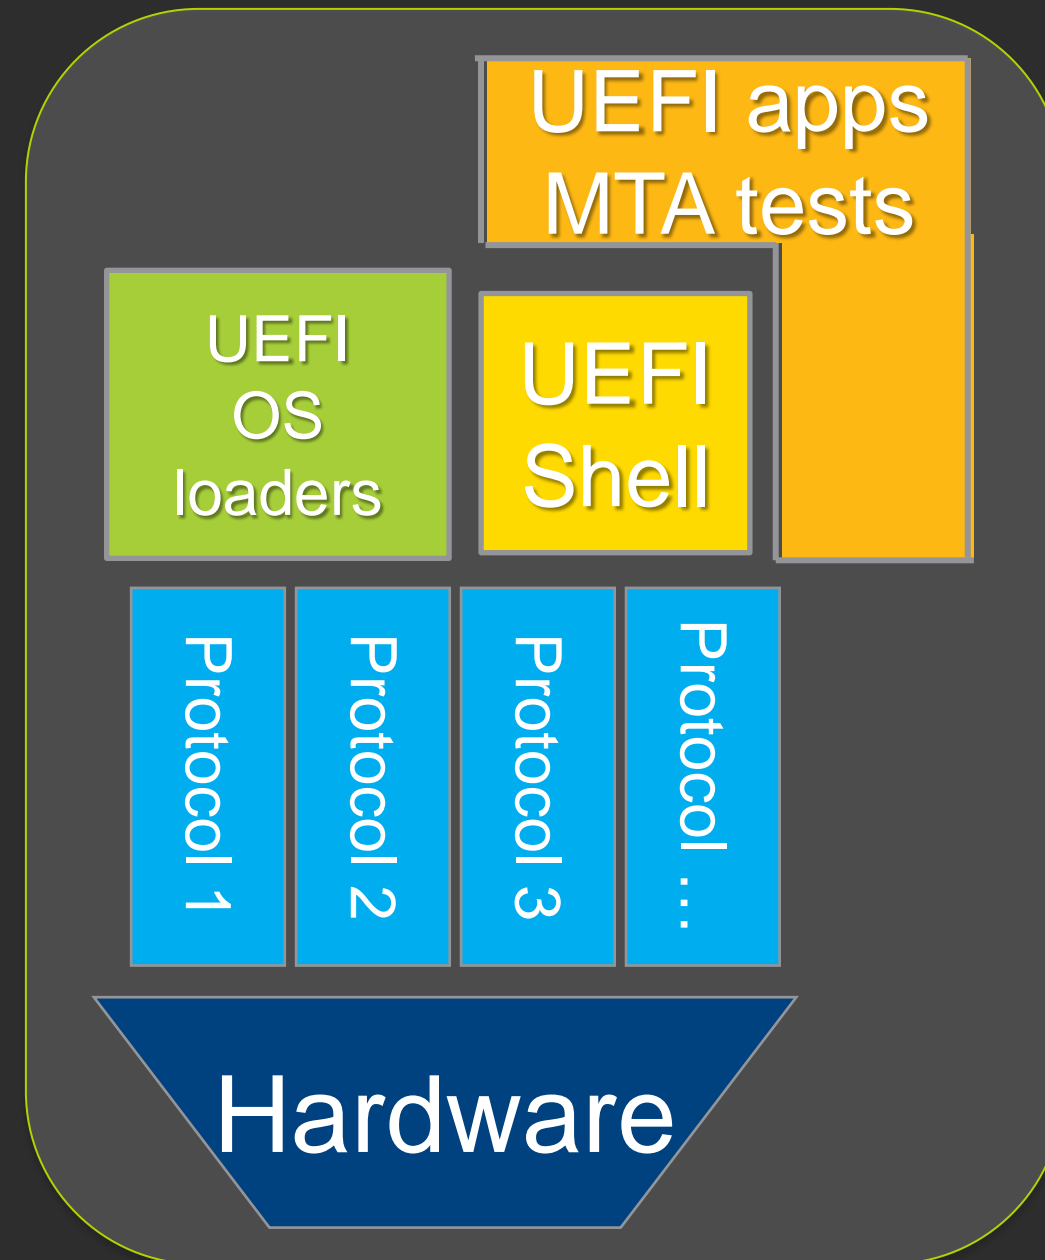 UEFI apps
MTA tests
UEFI
OS
loaders
UEFI
Shell
Protocol 1
Protocol 2
Protocol 3
Protocol ...
Hardware